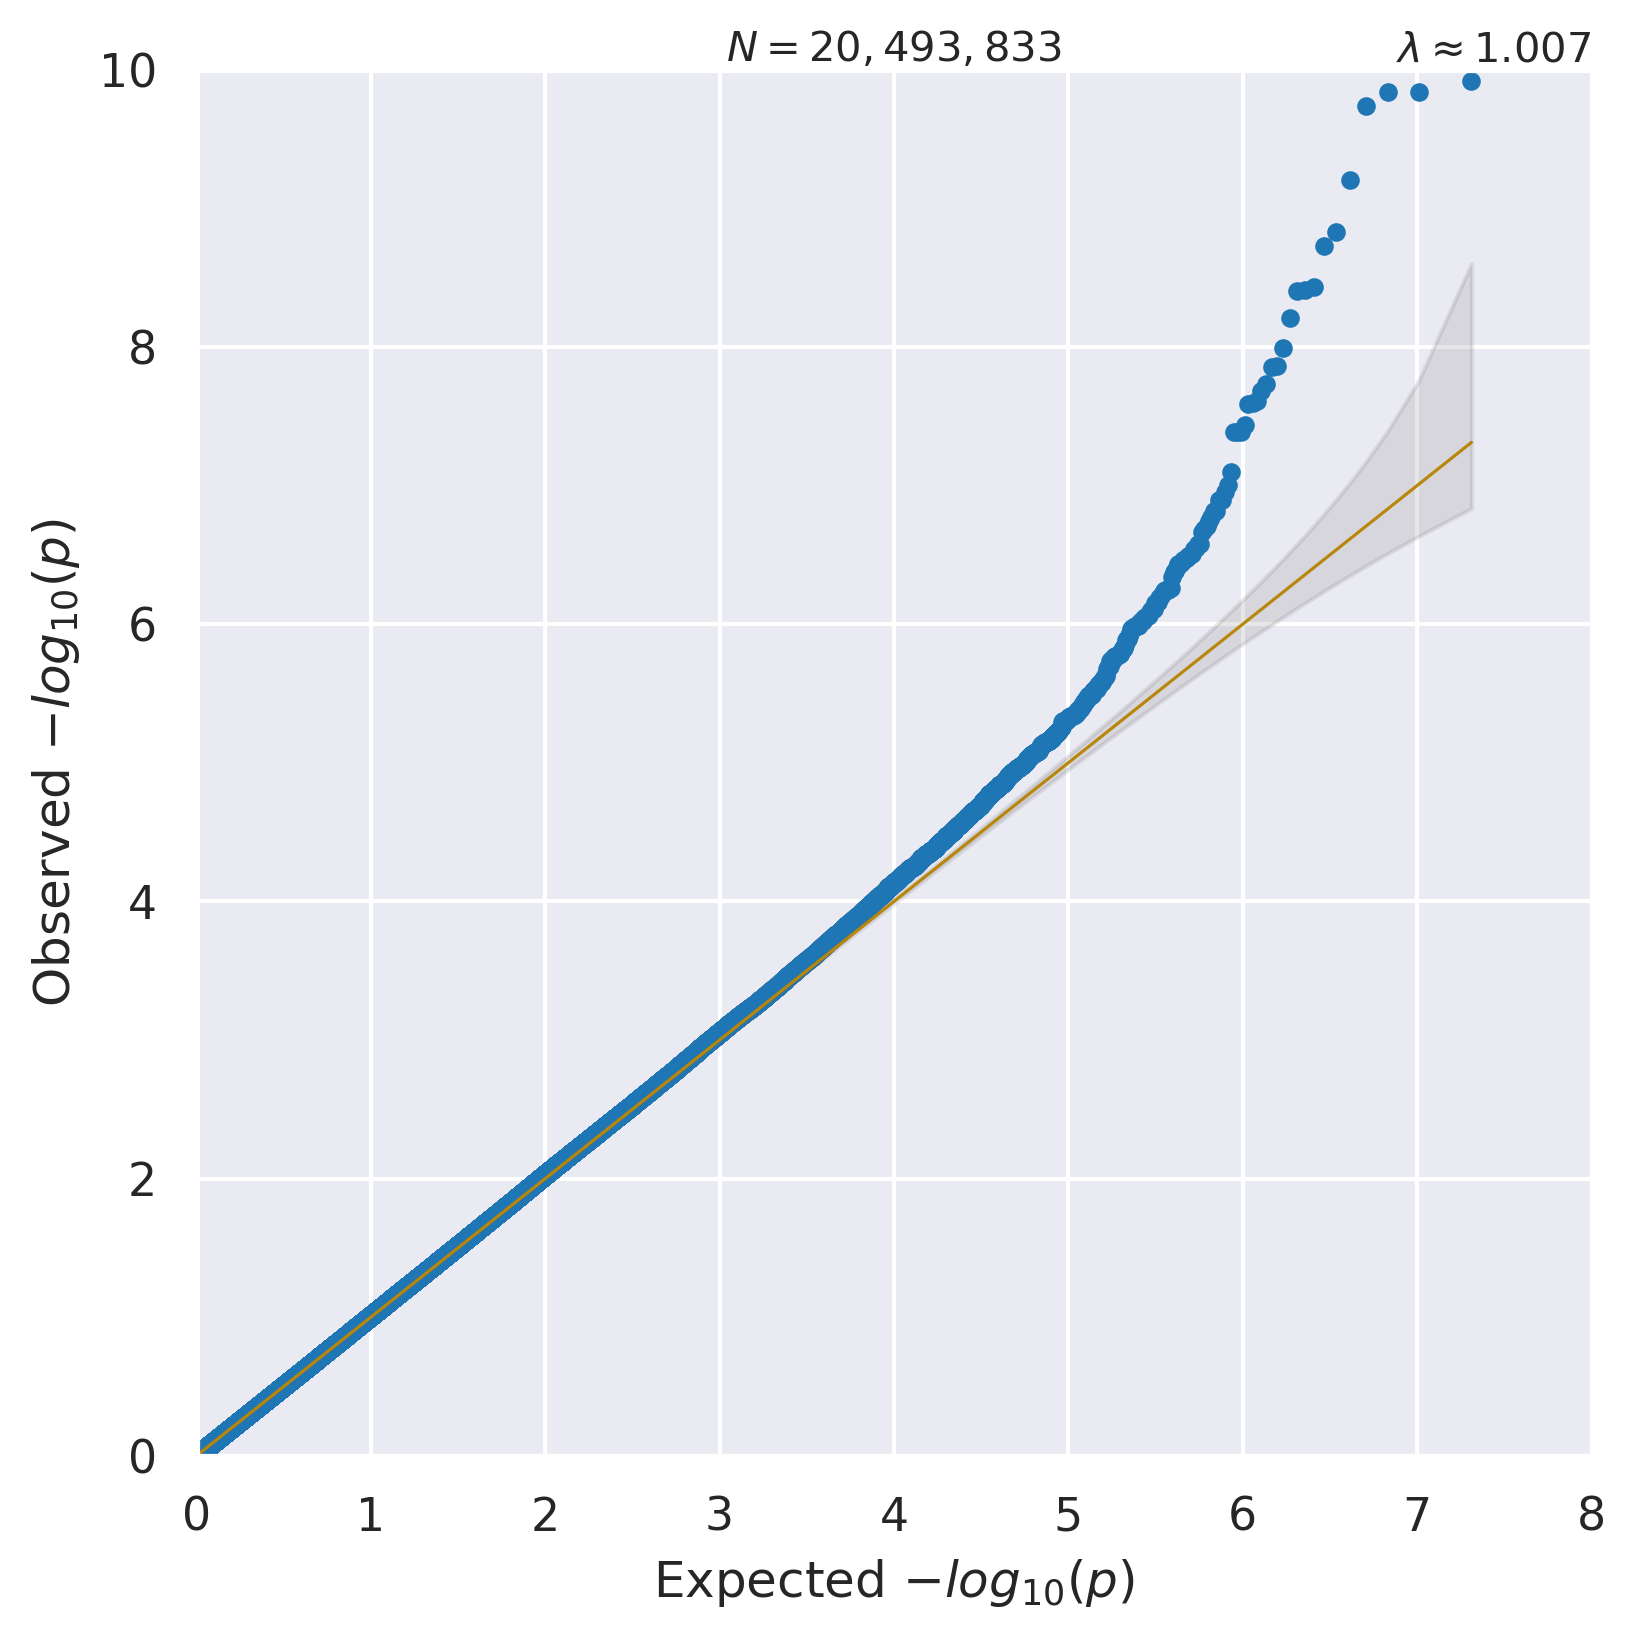 N = 20, 493, 833
λ ≈ 1.007
Observed −log10(p)
10
8
6
4
2
0
0 1 2 3 4 5 6 7 8
Expected −log10(p)